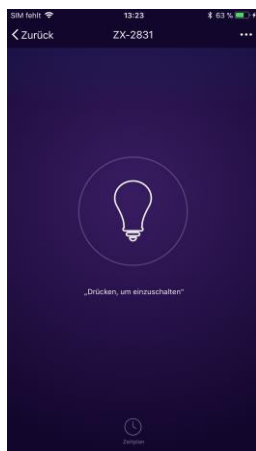 SIM fehlt 13:23 63 %
Zurück ZX-2831 •••
„Drücken, um einzuschalten“
Zeitplan